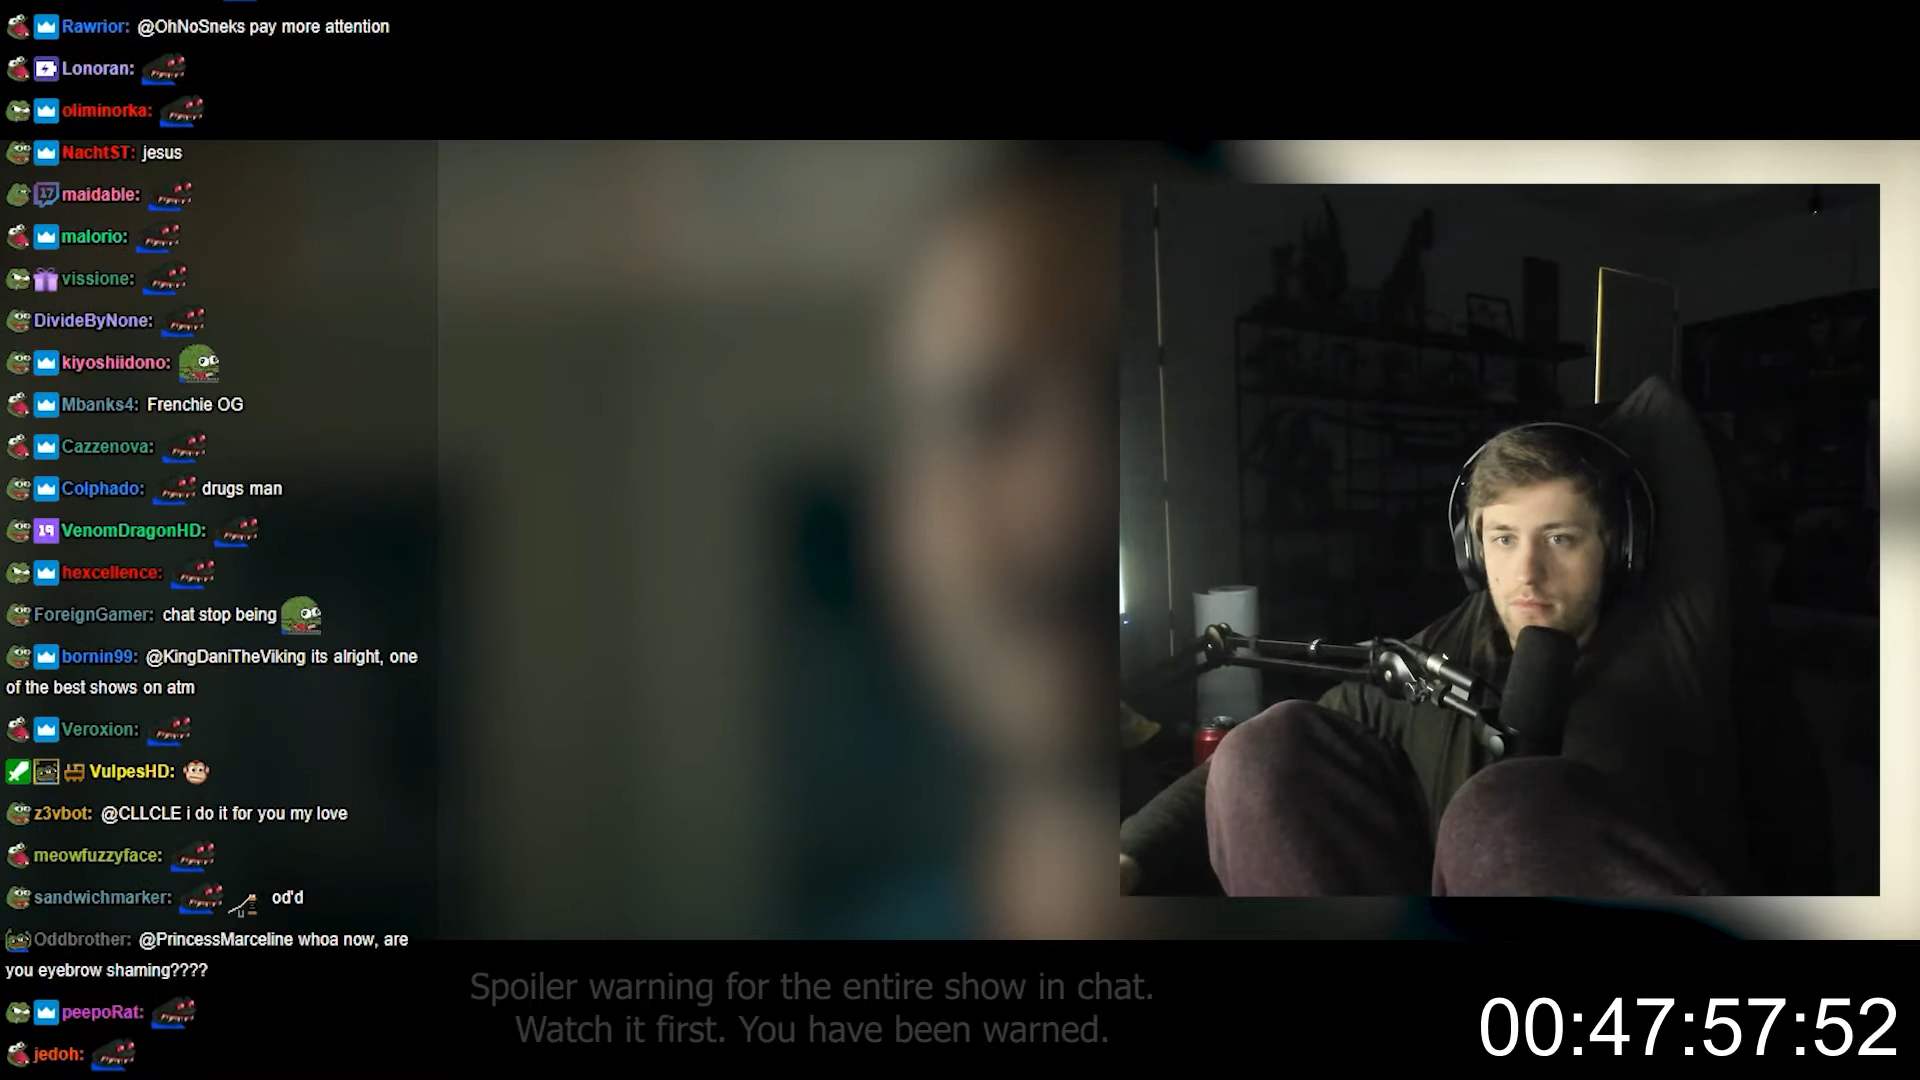 Rawrior: @OhNoSneks pay more attention
Lonoran:
oliminorka:
NachtST: jesus
17 maidable:
malorio:
vissione:
DivideByNone:
kiyoshiidono:
Mbanks4: Frenchie OG
Cazzenova:
Colphado: drugs man
19 VenomDragonHD:
hexcellence:
ForeignGamer: chat stop being
bornin99: @KingDaniTheViking its alright, one
of the best shows on atm
Veroxion:
VulpesHD:
z3vbot: @CLLCLE i do it for you my love
meowfuzzyface:
sandwichmarker: od'd
Oddbrother: @PrincessMarceline whoa now, are
you eyebrow shaming????
peepoRat:
jedoh:
Spoiler warning for the entire show in chat.
Watch it first. You have been warned.
00:47:57:52